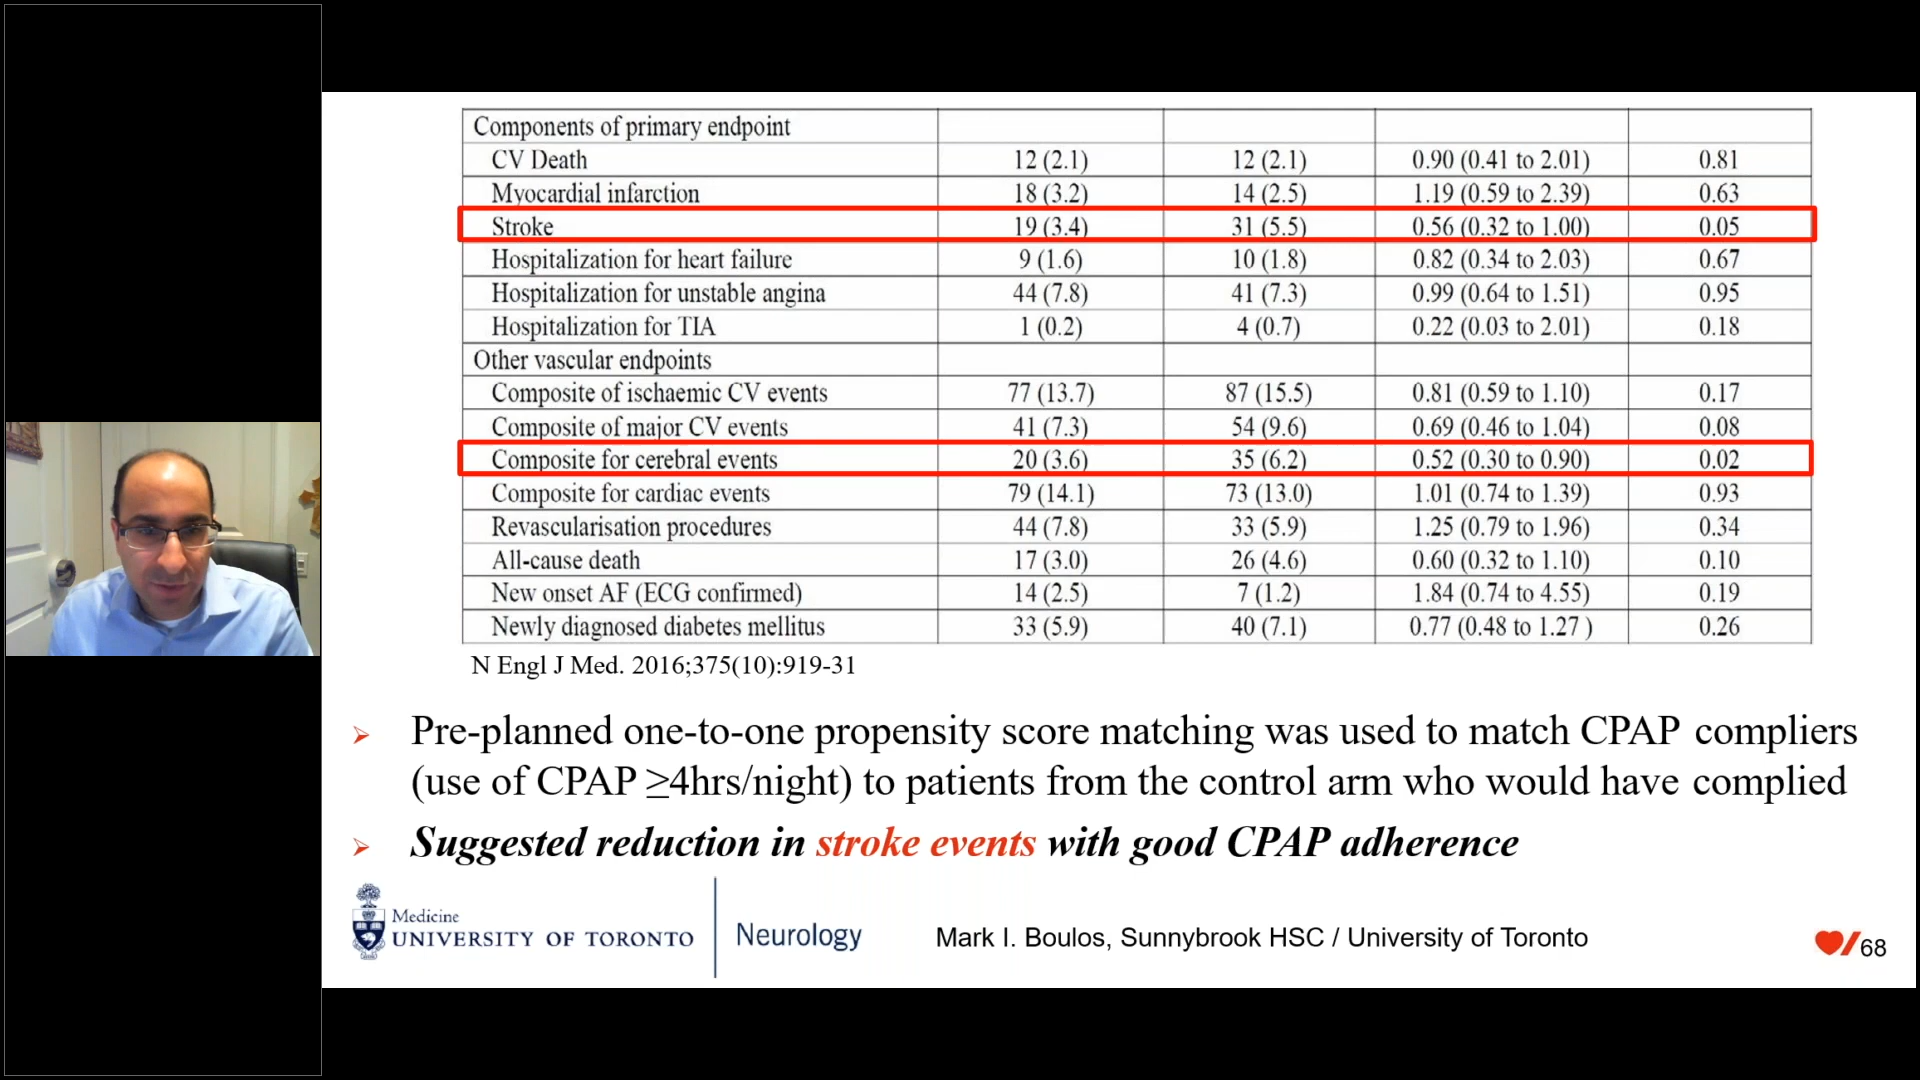 Components of primary endpoint
CV Death 12 (2.1) 12 (2.1) 0.90 (0.41 to 2.01) 0.81
Myocardial infarction 18 (3.2) 14 (2.5) 1.19 (0.59 to 2.39) 0.63
Stroke 19 (3.4) 31 (5.5) 0.56 (0.32 to 1.00) 0.05
Hospitalization for heart failure 9 (1.6) 10 (1.8) 0.82 (0.34 to 2.03) 0.67
Hospitalization for unstable angina 44 (7.8) 41 (7.3) 0.99 (0.64 to 1.51) 0.95
Hospitalization for TIA 1 (0.2) 4 (0.7) 0.22 (0.03 to 2.01) 0.18
Other vascular endpoints
Composite of ischaemic CV events 77 (13.7) 87 (15.5) 0.81 (0.59 to 1.10) 0.17
Composite of major CV events 41 (7.3) 54 (9.6) 0.69 (0.46 to 1.04) 0.08
Composite for cerebral events 20 (3.6) 35 (6.2) 0.52 (0.30 to 0.90) 0.02
Composite for cardiac events 79 (14.1) 73 (13.0) 1.01 (0.74 to 1.39) 0.93
Revascularisation procedures 44 (7.8) 33 (5.9) 1.25 (0.79 to 1.96) 0.34
All-cause death 17 (3.0) 26 (4.6) 0.60 (0.32 to 1.10) 0.10
New onset AF (ECG confirmed) 14 (2.5) 7 (1.2) 1.84 (0.74 to 4.55) 0.19
Newly diagnosed diabetes mellitus 33 (5.9) 40 (7.1) 0.77 (0.48 to 1.27 ) 0.26
N Engl J Med. 2016;375(10):919-31
Pre-planned one-to-one propensity score matching was used to match CPAP compliers
(use of CPAP ≥4hrs/night) to patients from the control arm who would have complied
Suggested reduction in stroke events with good CPAP adherence
Medicine
UNIVERSITY OF TORONTO
Neurology
Mark I. Boulos, Sunnybrook HSC / University of Toronto
68